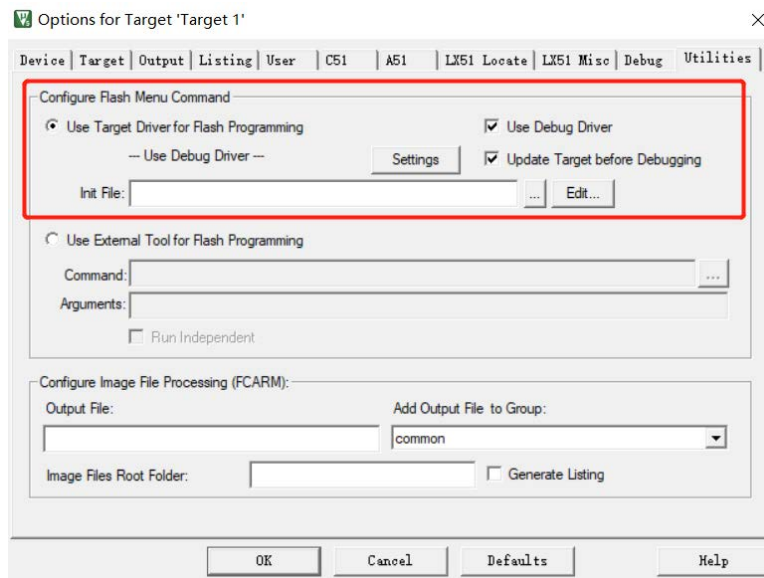 Options for Target 'Target 1'
Device | Target | Output | Listing | User | C51 | A51 | LX51 Locate | LX51 Misc | Debug Utilities
Configure Flash Menu Command
Use Target Driver for Flash Programming Use Debug Driver
--- Use Debug Driver --- Settings Update Target before Debugging
Init File: ... Edit...
Use External Tool for Flash Programming
Command: ...
Arguments:
Run Independent
Configure Image File Processing (FCARM):
Output File: Add Output File to Group:
common
Image Files Root Folder: Generate Listing
OK Cancel Defaults Help